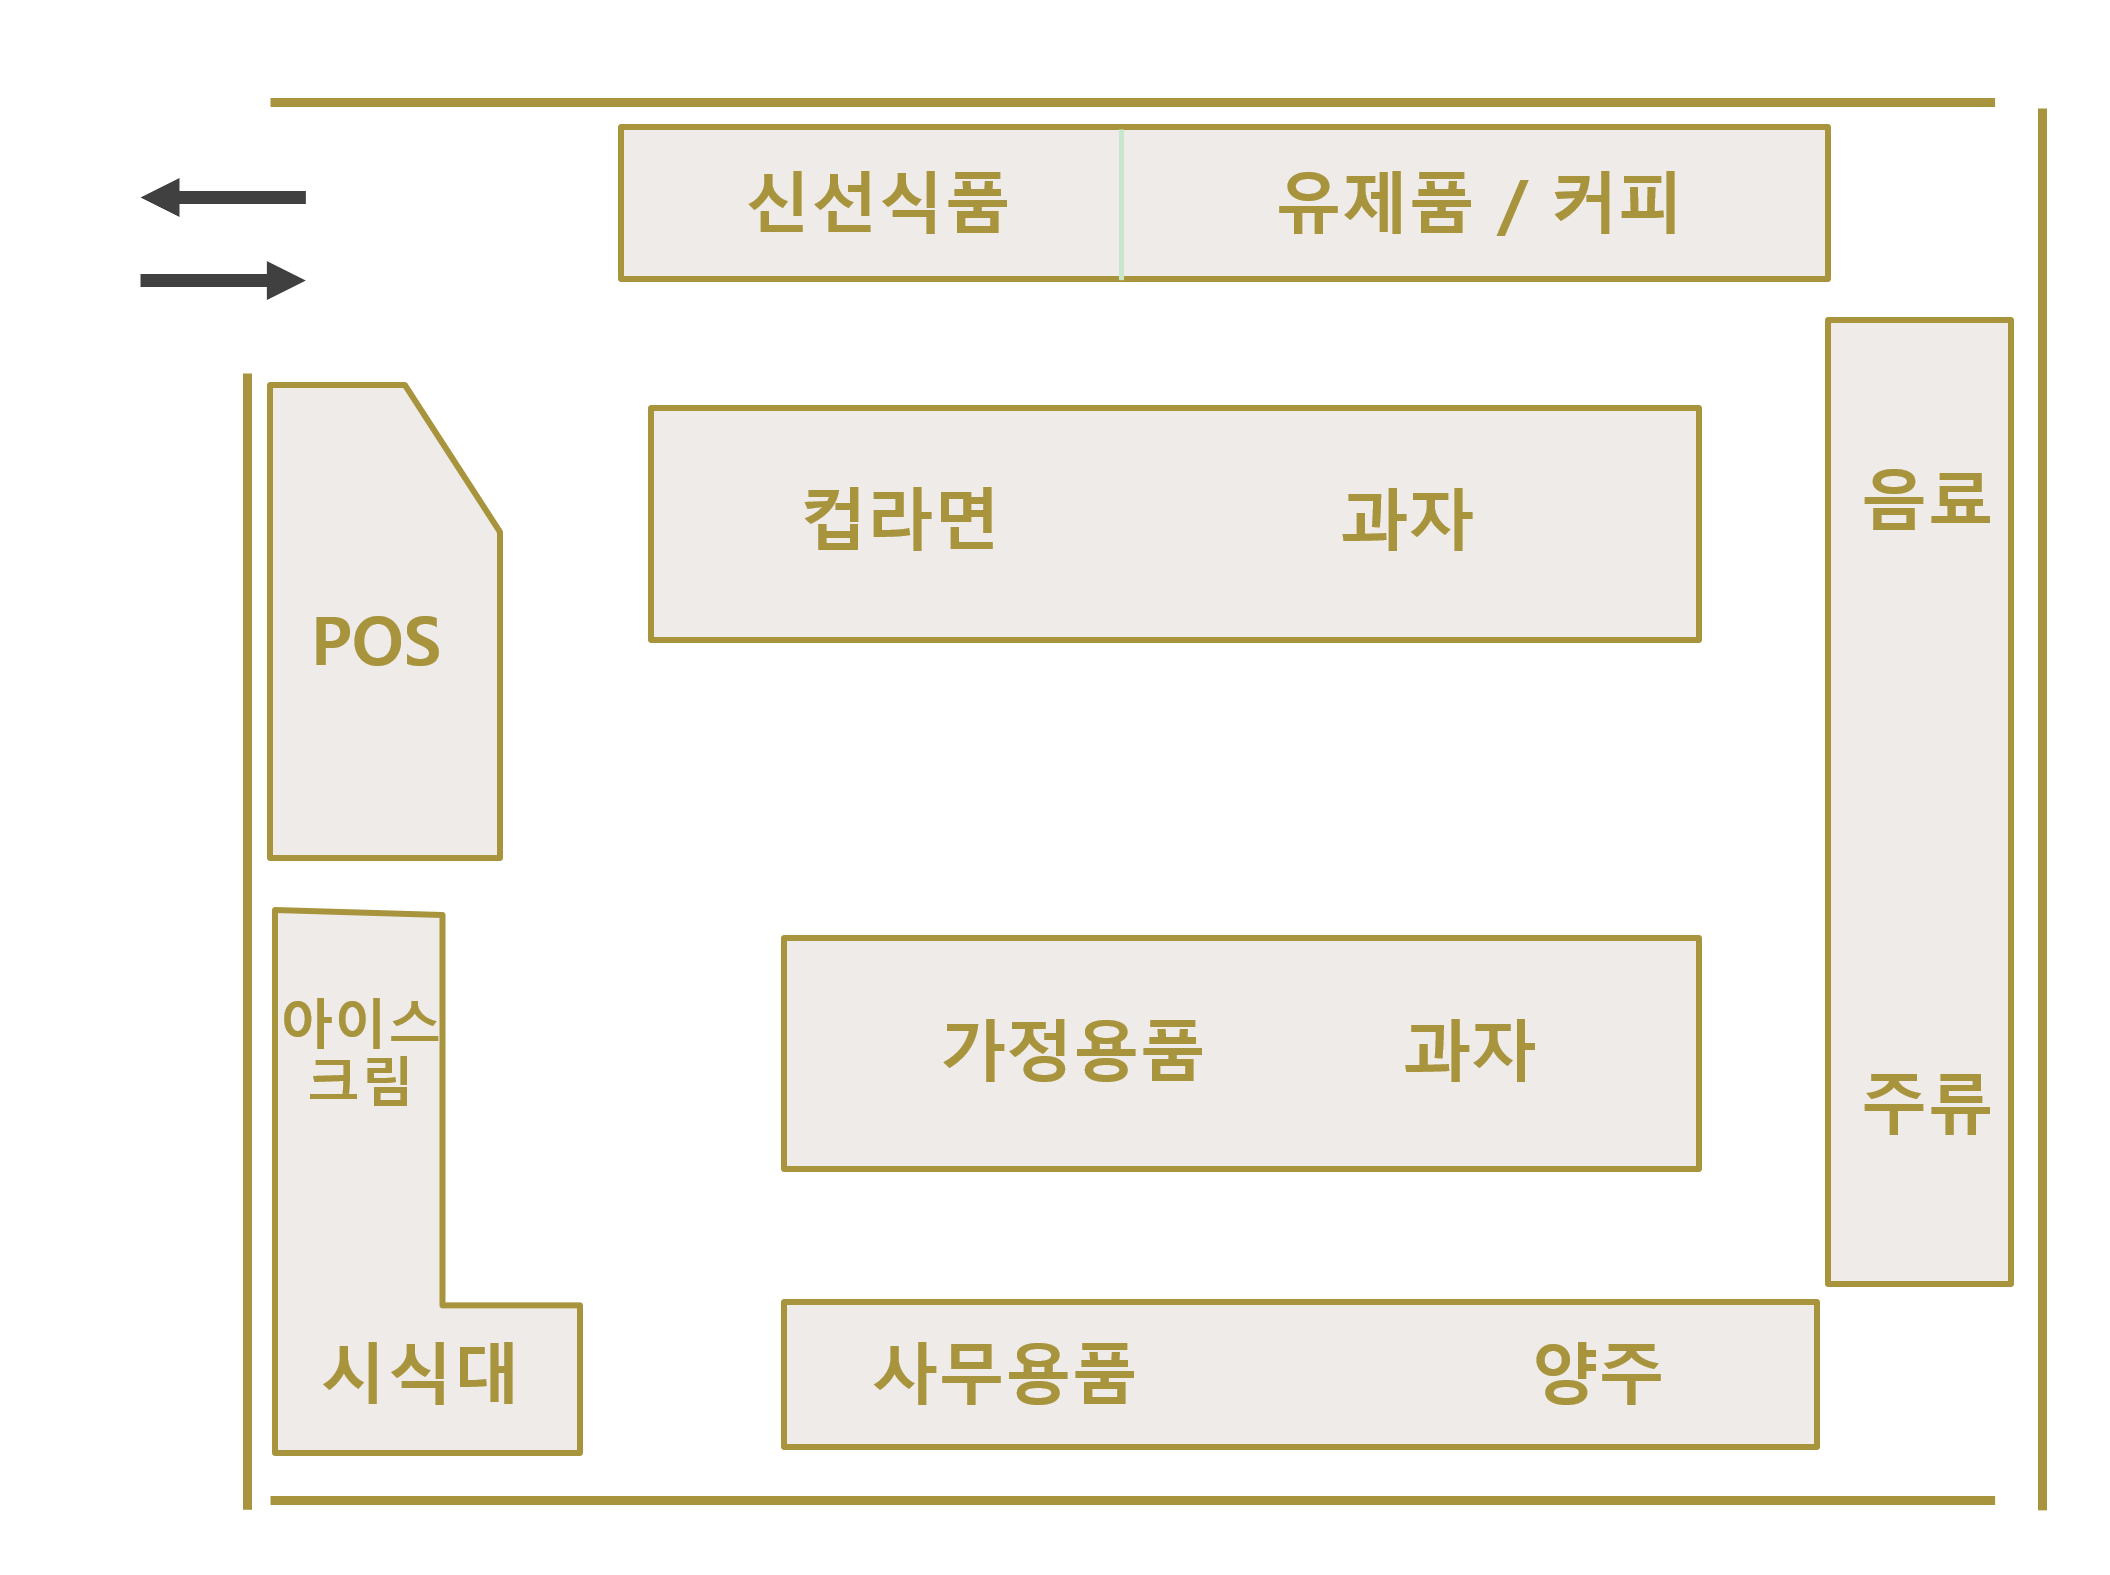 신선식품
유제품 / 커피
컵라면
과자
음료
POS
아이스
크림
가정용품
과자
주류
시식대
사무용품
양주